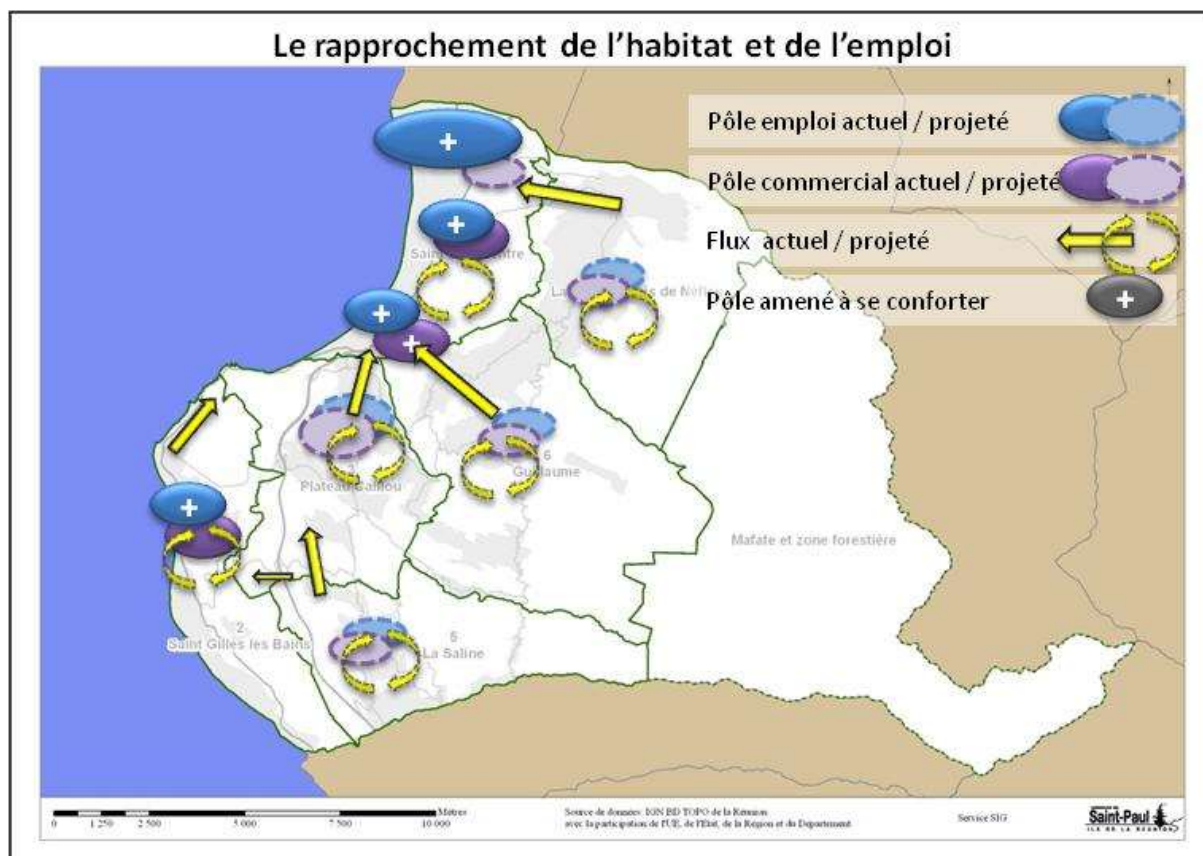 Le rapprochement de l'habitat et de l'emploi
Pôle emploi actuel / projeté
Pôle commercial actuel / projeté
Flux actuel / projeté
Pôle amené à se conforter
6
Guillaume
Plateau Caillou
Mafate et zone forestière
2
Saint Gilles les Bains
5
La Saline
Mètres
0 1 250 2 500 5 000 7 500 10 000
Source de données: IGN BD TOPO de la Réunion
avec la participation de l'UE, de l'Etat, de la Région et du Département
Service SIG
Saint-Paul
ILE DE LA REUNION